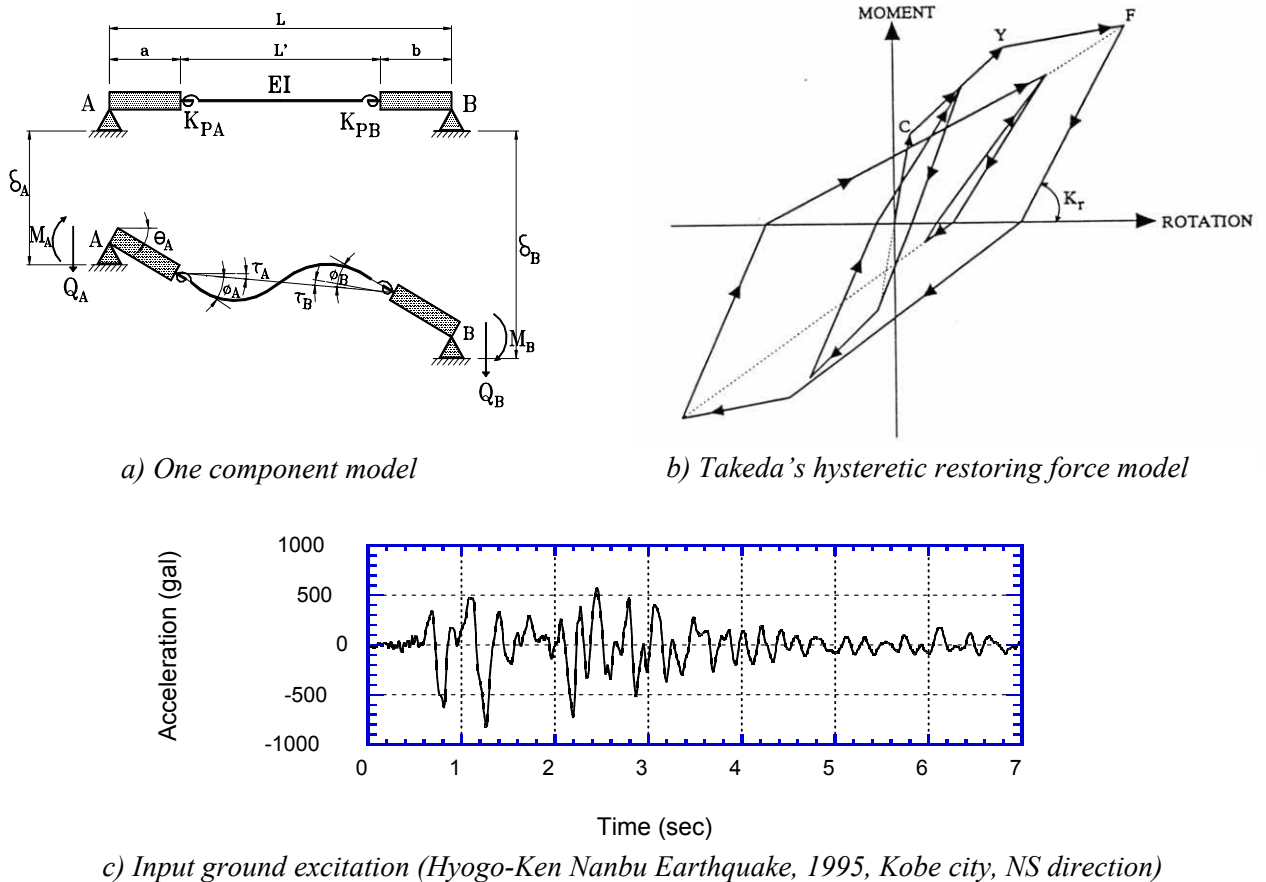 L
a
L'
b
EI
A
B
K_PA
K_PB
δ_A
δ_B
M_A
A
θ_A
Q_A
τ_A
ϕ_A
ϕ_B
τ_B
B
M_B
Q_B
a) One component model
MOMENT
F
Y
C
K_r
ROTATION
b) Takeda’s hysteretic restoring force model
Acceleration (gal)
1000
500
0
-500
-1000
0 1 2 3 4 5 6 7
Time (sec)
c) Input ground excitation (Hyogo-Ken Nanbu Earthquake, 1995, Kobe city, NS direction)